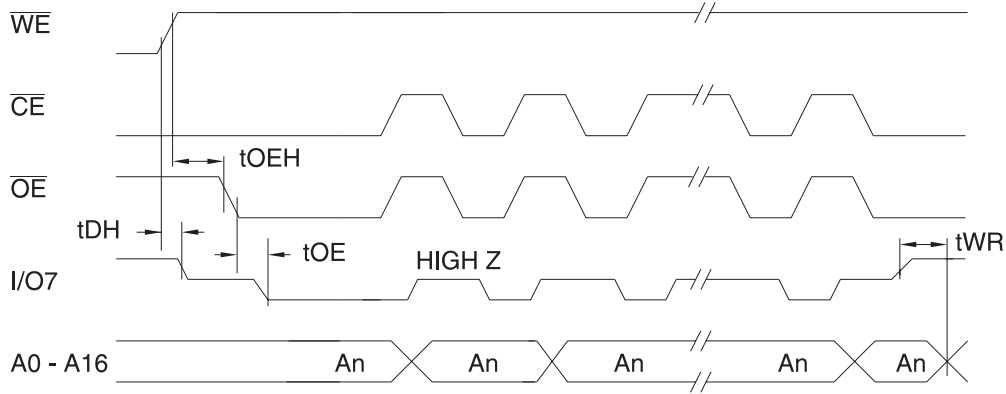 WE
CE
tOEH
OE
tDH
tOE
tWR
HIGH Z
I/O7
A0 - A16 An An An An An